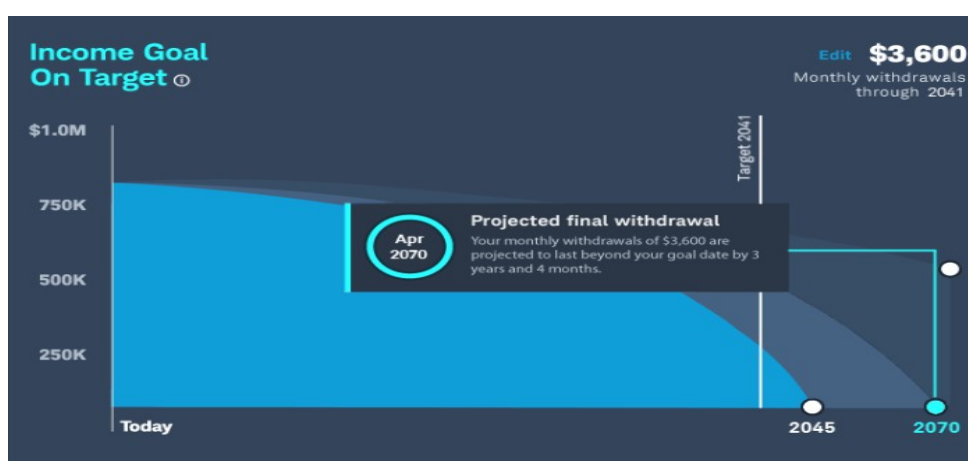 Income Goal
On Target
Edit $3,600
Monthly withdrawals
through 2041
$1.0M
750K
500K
250K
Target 2041
Apr
2070
Projected final withdrawal
Your monthly withdrawals of $3,600 are
projected to last beyond your goal date by 3
years and 4 months.
Today
2045
2070